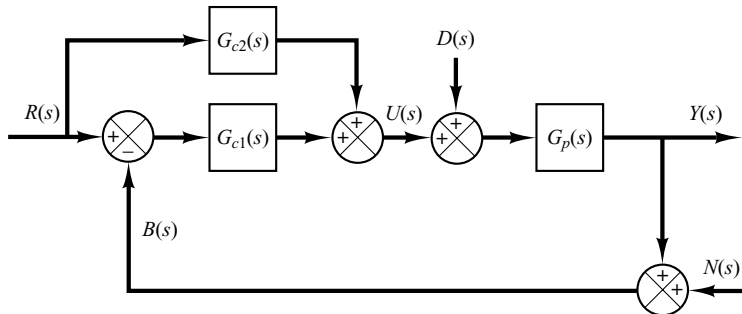 G_{c2}(s)
D(s)
R(s)
+
−
G_{c1}(s)
+
+
U(s)
+
+
G_p(s)
Y(s)
B(s)
+
+
N(s)